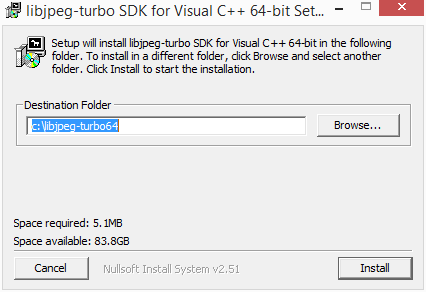 libjpeg-turbo SDK for Visual C++ 64-bit Set...
Setup will install libjpeg-turbo SDK for Visual C++ 64-bit in the following
folder. To install in a different folder, click Browse and select another
folder. Click Install to start the installation.
Destination Folder
c:\libjpeg-turbo64
Browse...
Space required: 5.1MB
Space available: 83.8GB
Cancel
Nullsoft Install System v2.51
Install